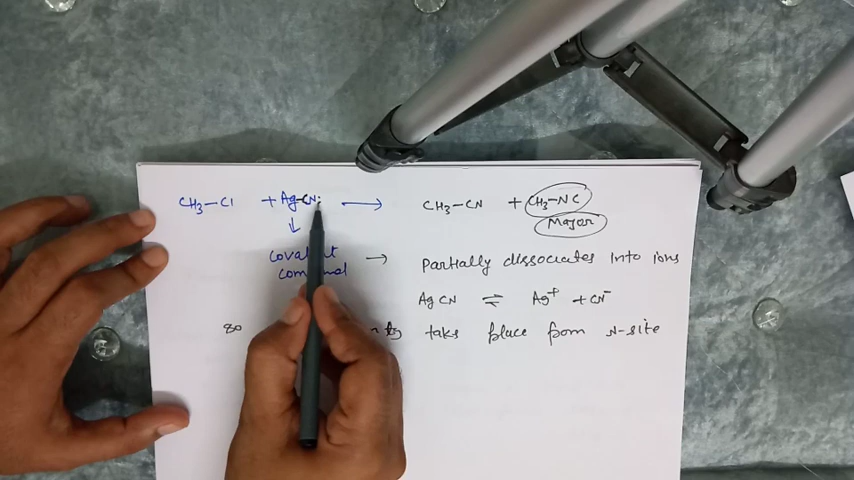 CH3-Cl + Ag-CN: → CH3-CN + CH3-NC
Major
↓
Covalent compound → Partially dissociates into ions
AgCN ⇌ Ag+ + CN-
so takes place from N-site